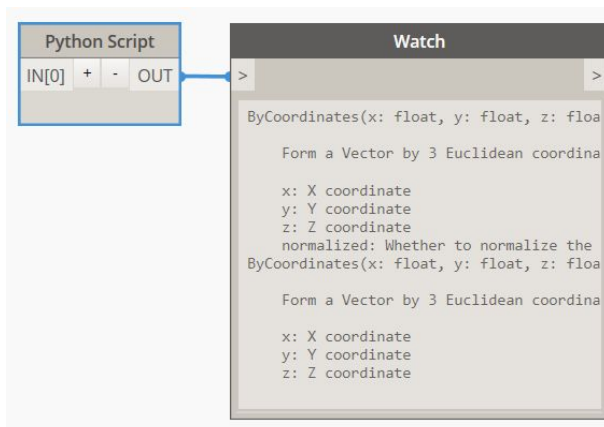 Python Script
IN[0] + - OUT
Watch
> >
ByCoordinates(x: float, y: float, z: floa
Form a Vector by 3 Euclidean coordina
x: X coordinate
y: Y coordinate
z: Z coordinate
normalized: Whether to normalize the
ByCoordinates(x: float, y: float, z: floa
Form a Vector by 3 Euclidean coordina
x: X coordinate
y: Y coordinate
z: Z coordinate